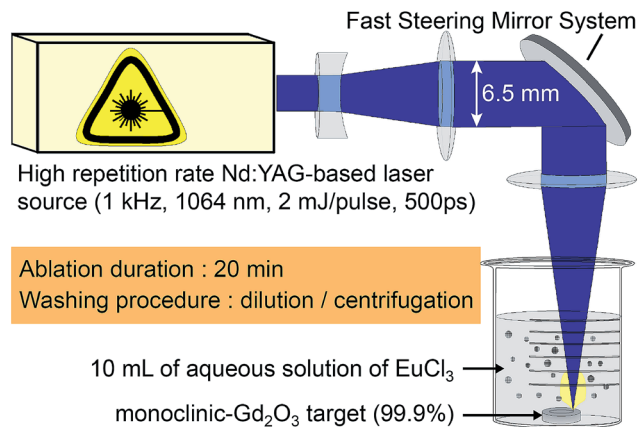 Fast Steering Mirror System
6.5 mm
High repetition rate Nd:YAG-based laser
source (1 kHz, 1064 nm, 2 mJ/pulse, 500ps)
Ablation duration : 20 min
Washing procedure : dilution / centrifugation
10 mL of aqueous solution of EuCl₃
monoclinic-Gd₂O₃ target (99.9%)